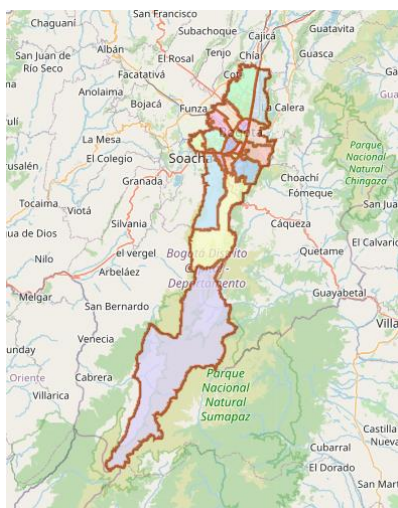 San Francisco
Chaguaní
Subachoque
Cajicá
Guatavita
San Juan de
Río Seco
Albán
El Rosal
Tenjo
Chía
Guasca
Facatativá
Cota
Anolaima
Bojacá
Funza
La Calera
La Mesa
El Colegio
Soacha
Parque
Nacional
Natural
Chingaza
Granada
Choachí
Fómeque
Tocaima
Viotá
San Jua
ua de Dios
Silvania
Cáqueza
el vergel
Bogotá Distrito
Departamento
Quetame
El Calvario
Nilo
Arbeláez
Melgar
San Bernardo
Guayabetal
Villa
unday
Venecia
Oriente
Cabrera
Villarica
Parque
Nacional
Natural
Sumapaz
Castilla
Nueva
Cubarral
El Dorado
San Mart